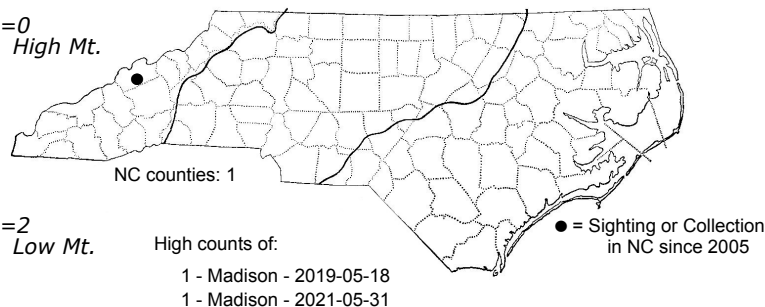 =0
High Mt.
NC counties: 1
=2
Low Mt.
High counts of:
1 - Madison - 2019-05-18
1 - Madison - 2021-05-31
● = Sighting or Collection
in NC since 2005